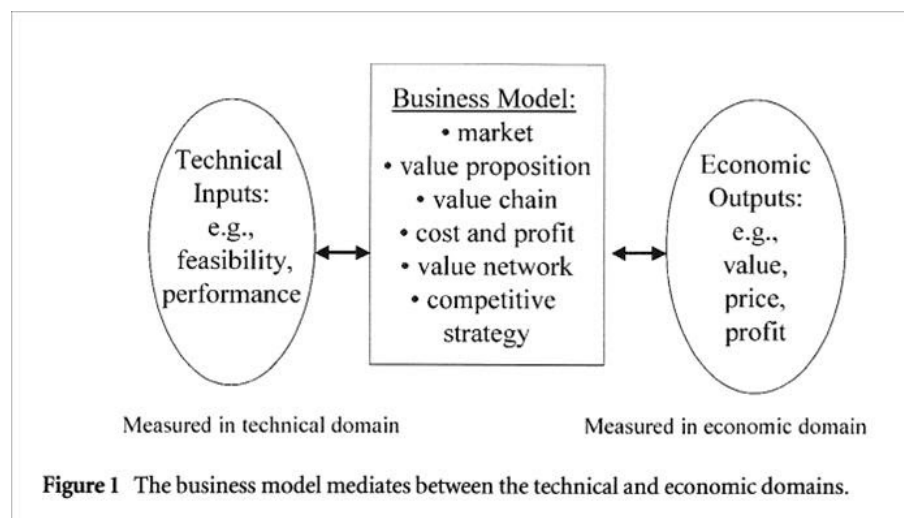 Technical
Inputs:
e.g.,
feasibility,
performance
Business Model:
• market
• value proposition
• value chain
• cost and profit
• value network
• competitive
strategy
Economic
Outputs:
e.g.,
value,
price,
profit
Measured in technical domain
Measured in economic domain
Figure 1 The business model mediates between the technical and economic domains.